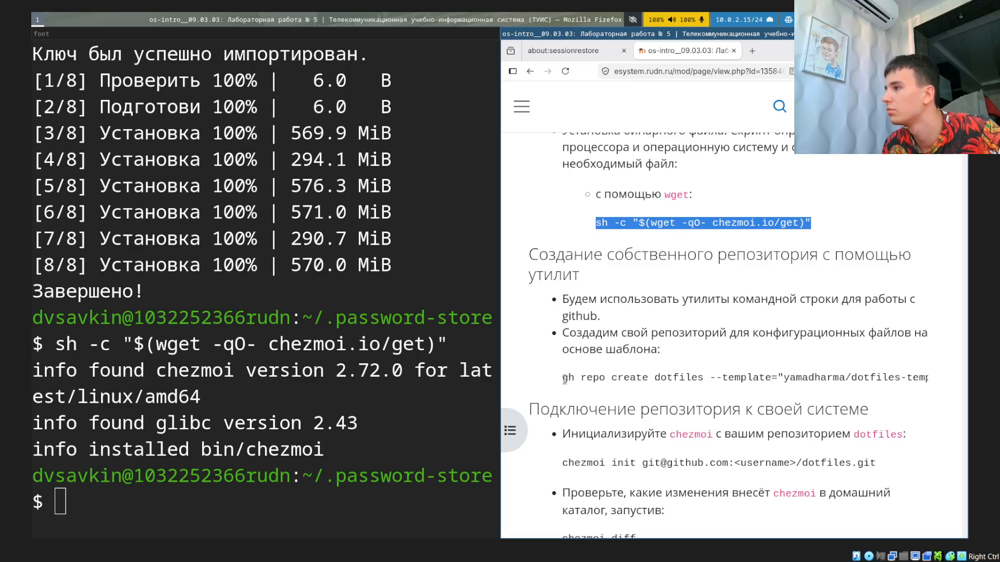 1
os-intro__09.03.03: Лабораторная работа № 5 | Телекоммуникационная учебно-информационная система (ТУИС) — Mozilla Firefox
100% 100%
10.0.2.15/24
foot
Ключ был успешно импортирован.
[1/8] Проверить 100% | 6.0 B
[2/8] Подготови 100% | 6.0 B
[3/8] Установка 100% | 569.9 MiB
[4/8] Установка 100% | 294.1 MiB
[5/8] Установка 100% | 576.3 MiB
[6/8] Установка 100% | 571.0 MiB
[7/8] Установка 100% | 290.7 MiB
[8/8] Установка 100% | 570.0 MiB
Завершено!
dvsavkin@1032252366rudn:~/.password-store
$ sh -c "$(wget -qO- chezmoi.io/get)"
info found chezmoi version 2.72.0 for lat
est/linux/amd64
info found glibc version 2.43
info installed bin/chezmoi
dvsavkin@1032252366rudn:~/.password-store
$
os-intro__09.03.03: Лабораторная работа № 5 | Телекоммуникационная учебно-и
about:sessionrestore
os-intro__09.03.03: Лаб
esystem.rudn.ru/mod/page/view.php?id=13584
Установка бинарного файла. Скрипт
процессора и операционную систему и с
необходимый файл:
с помощью wget:
sh -c "$(wget -qO- chezmoi.io/get)"
Создание собственного репозитория с помощью
утилит
Будем использовать утилиты командной строки для работы с
github.
Создадим свой репозиторий для конфигурационных файлов на
основе шаблона:
gh repo create dotfiles --template="yamadharma/dotfiles-temp
Подключение репозитория к своей системе
Инициализируйте chezmoi с вашим репозиторием dotfiles:
chezmoi init git@github.com:<username>/dotfiles.git
Проверьте, какие изменения внесёт chezmoi в домашний
каталог, запустив:
chezmoi diff
Right Ctrl